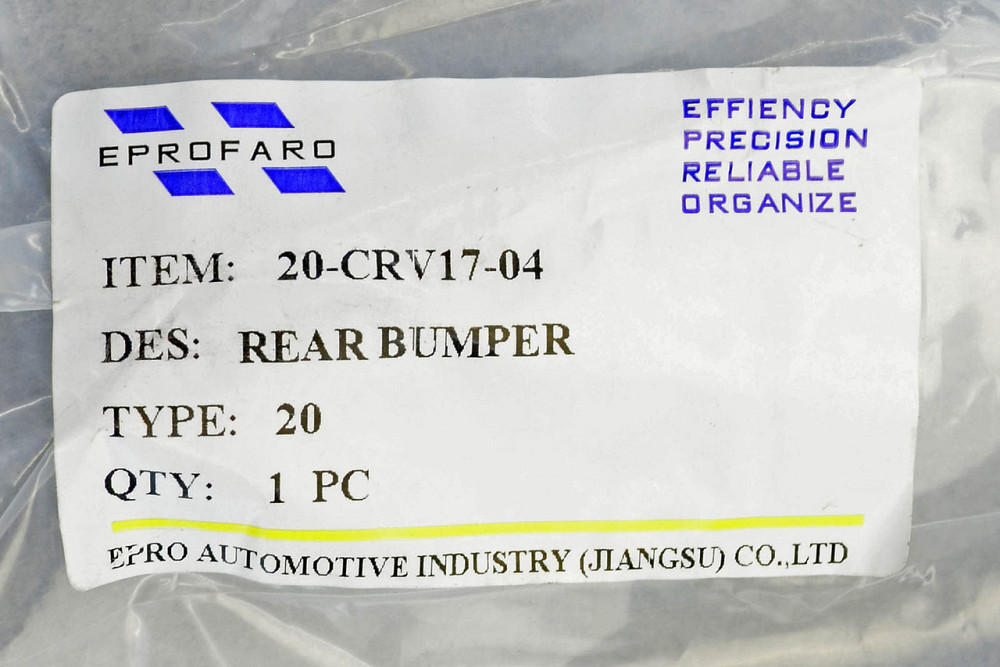 EPROFARO
EFFIENCY
PRECISION
RELIABLE
ORGANIZE
ITEM: 20-CRV17-04
DES: REAR BUMPER
TYPE: 20
QTY: 1 PC
EPRO AUTOMOTIVE INDUSTRY (JIANGSU) CO.,LTD